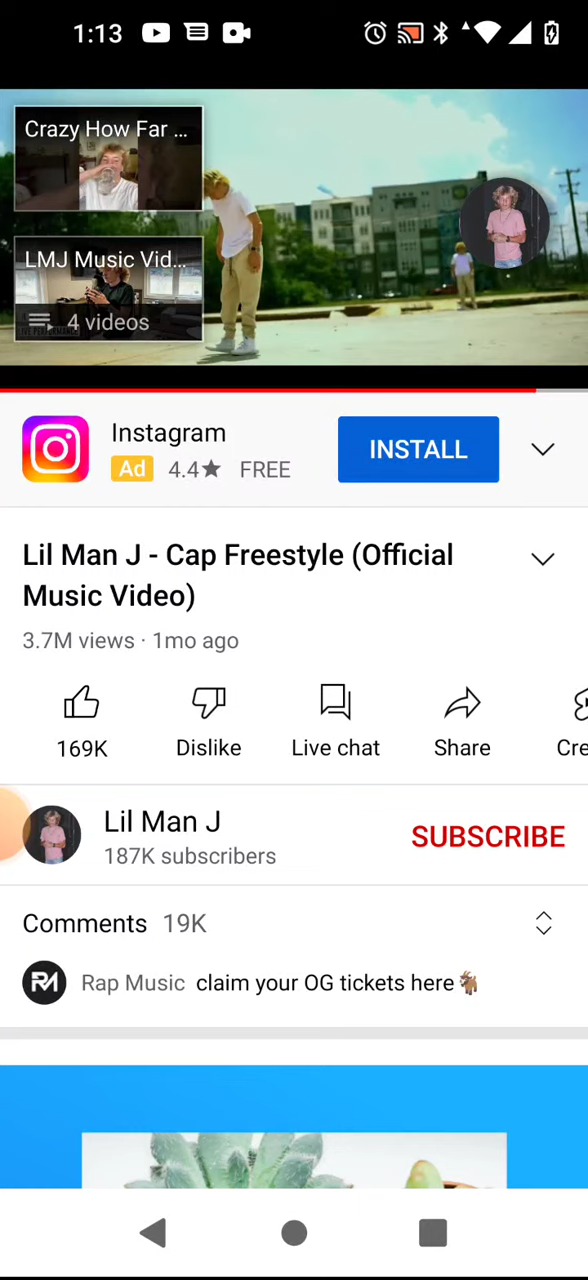 1:13
Crazy How Far ...
LMJ Music Vid...
4 videos
Instagram
INSTALL
Ad 4.4★ FREE
Lil Man J - Cap Freestyle (Official
Music Video)
3.7M views · 1mo ago
169K
Dislike
Live chat
Share
Cre
Lil Man J
SUBSCRIBE
187K subscribers
Comments 19K
RM
Rap Music claim your OG tickets here🐐